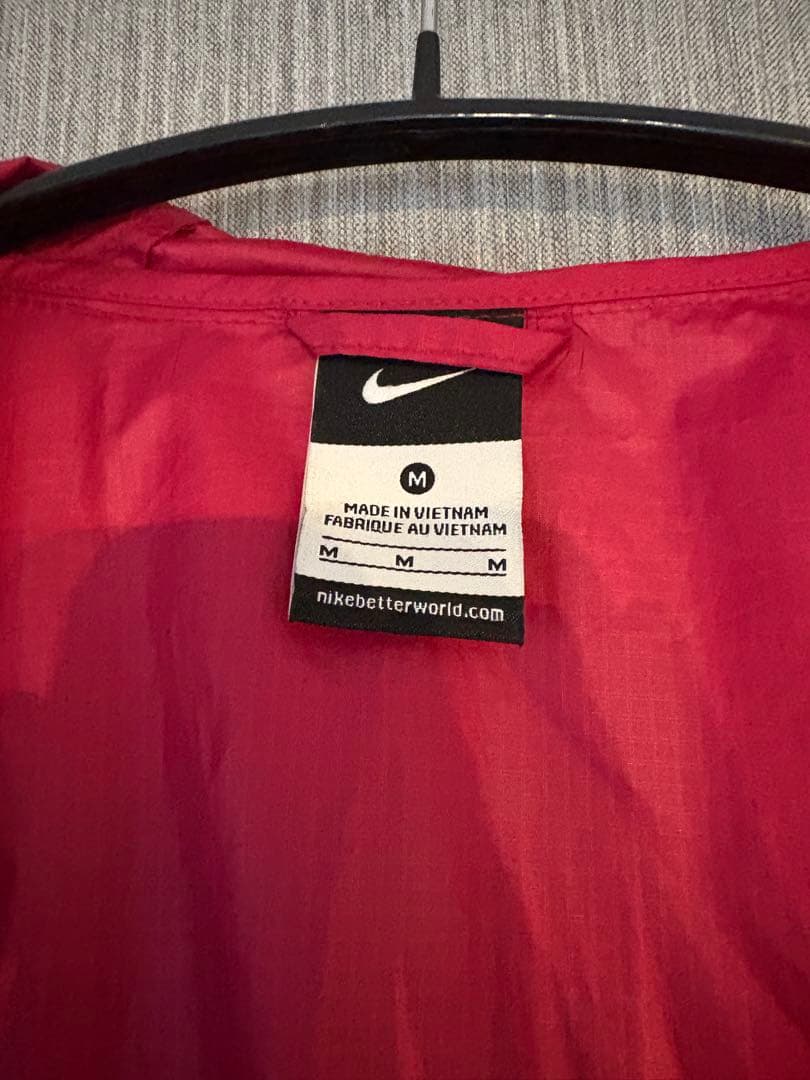 M
MADE IN VIETNAM
FABRIQUE AU VIETNAM
M M M
nikebetterworld.com